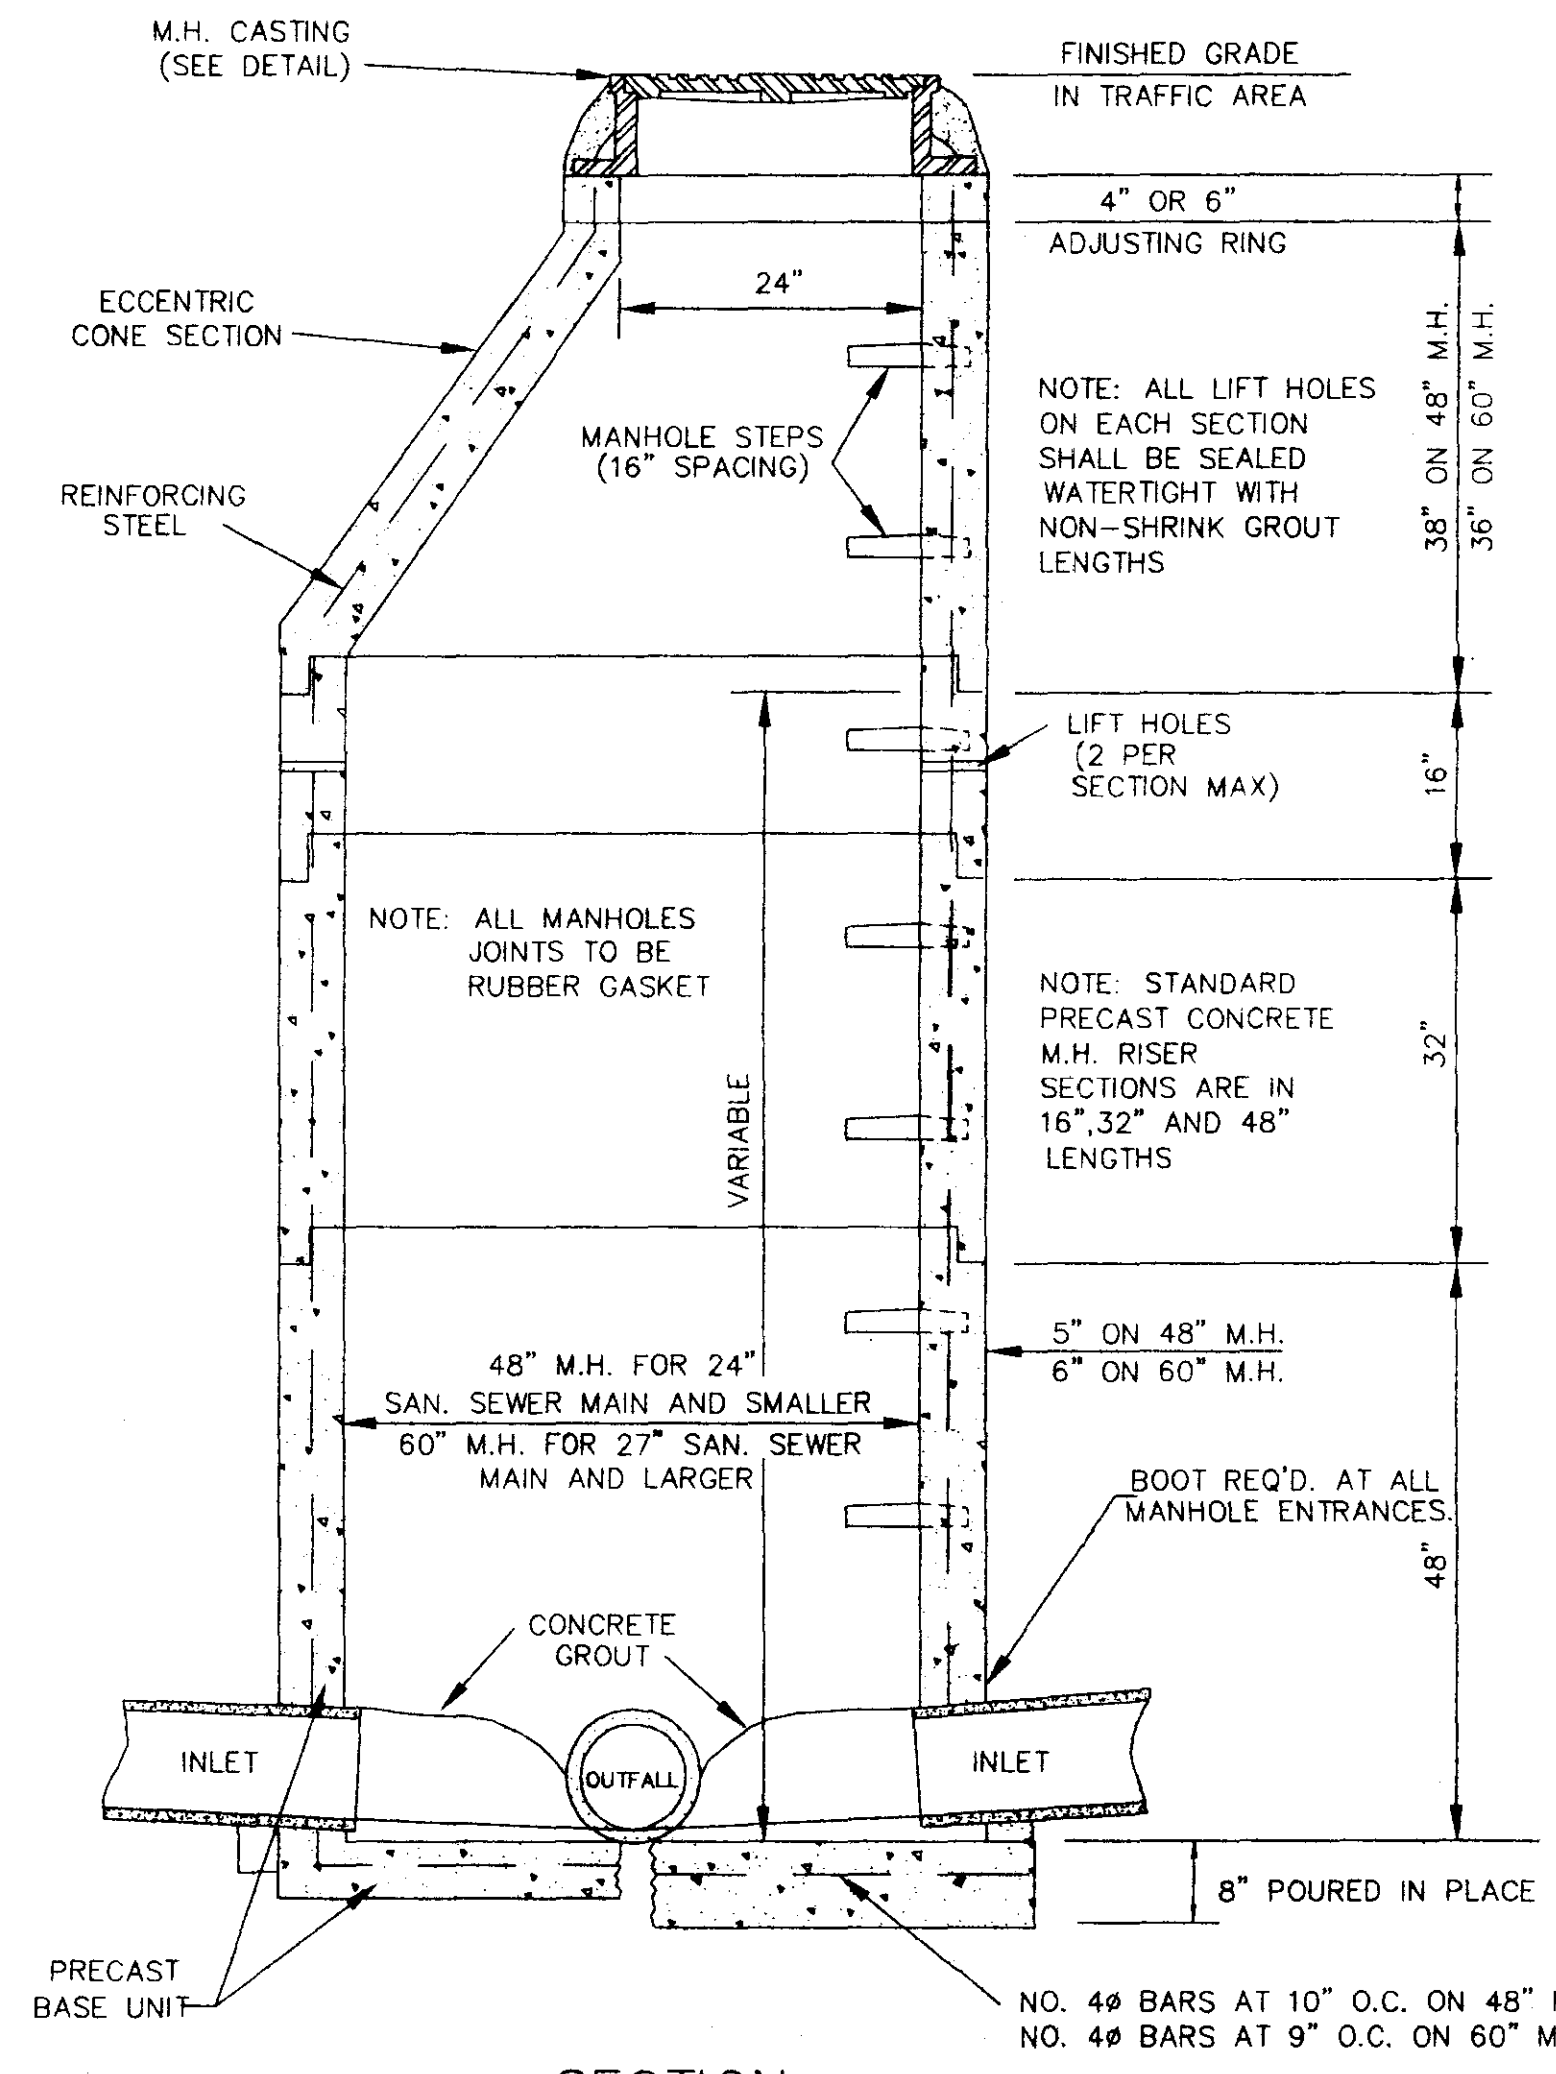 M.H. CASTING
(SEE DETAIL)
FINISHED GRADE
IN TRAFFIC AREA
4" OR 6"
ADJUSTING RING
24"
ECCENTRIC
CONE SECTION
MANHOLE STEPS
(16" SPACING)
NOTE: ALL LIFT HOLES
ON EACH SECTION
SHALL BE SEALED
WATERTIGHT WITH
NON-SHRINK GROUT
LENGTHS
38" ON 48" M.H.
36" ON 60" M.H.
REINFORCING
STEEL
LIFT HOLES
(2 PER
SECTION MAX)
16"
NOTE: ALL MANHOLES
JOINTS TO BE
RUBBER GASKET
NOTE: STANDARD
PRECAST CONCRETE
M.H. RISER
SECTIONS ARE IN
16",32" AND 48"
LENGTHS
32"
VARIABLE
5" ON 48" M.H.
6" ON 60" M.H.
48" M.H. FOR 24"
SAN. SEWER MAIN AND SMALLER
60" M.H. FOR 27" SAN. SEWER
MAIN AND LARGER
BOOT REQ'D. AT ALL
MANHOLE ENTRANCES.
48"
CONCRETE
GROUT
INLET
OUTFALL
INLET
8" POURED IN PLACE
PRECAST
BASE UNIT
NO. 4ø BARS AT 10" O.C. ON 48"
NO. 4ø BARS AT 9" O.C. ON 60" M